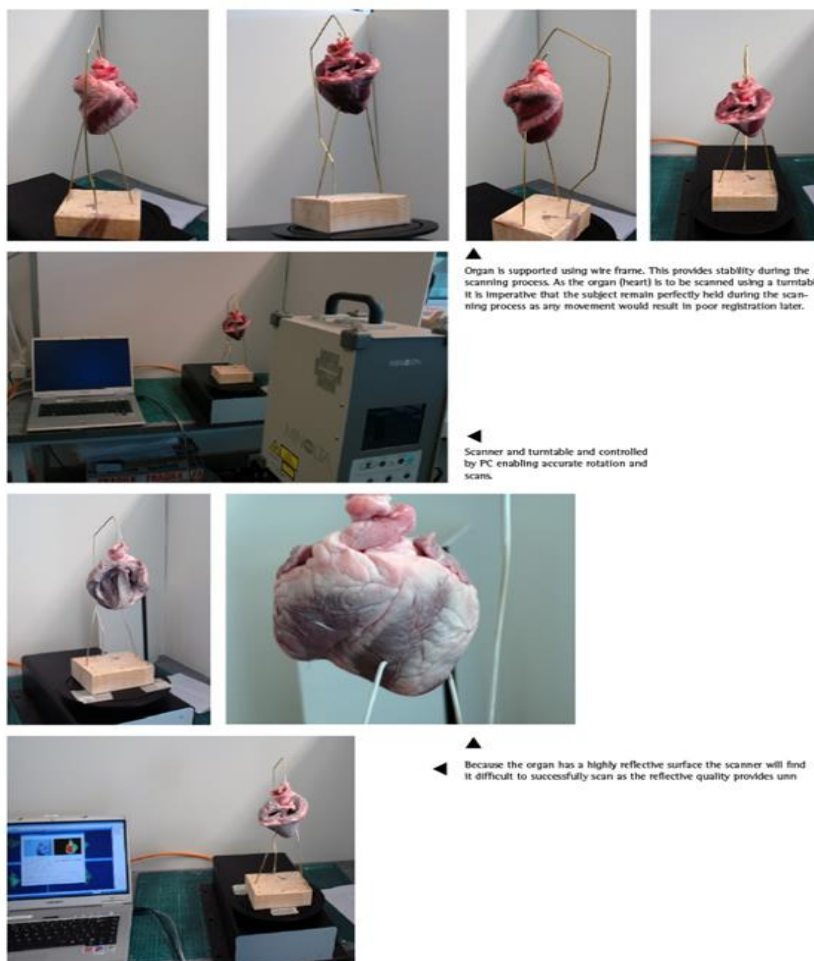 Organ is supported using wire frame. This provides stability during the
scanning process. As the organ (heart) is to be scanned using a turntabl
it is imperative that the subject remain perfectly held during the scan-
ning process as any movement would result in poor registration later.
MINOLTA
MINOLTA
Scanner and turntable and controlled
by PC enabling accurate rotation and
scans.
Because the organ has a highly reflective surface the scanner will find
it difficult to successfully scan as the reflective quality provides unn